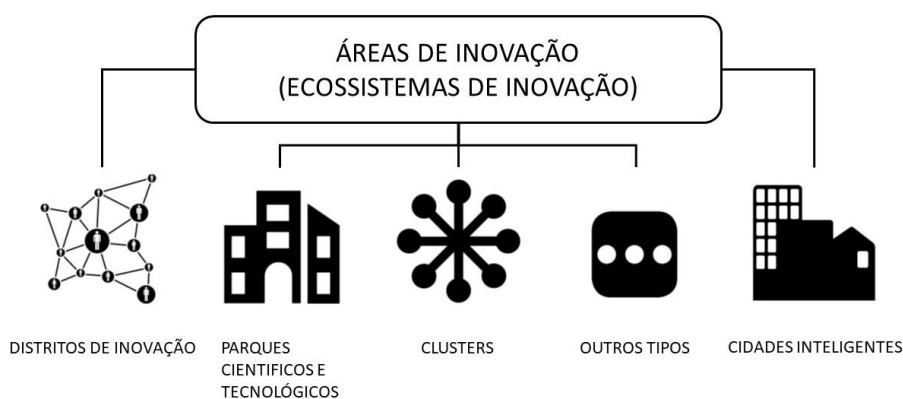 ÁREAS DE INOVAÇÃO
(ECOSSISTEMAS DE INOVAÇÃO)
DISTRITOS DE INOVAÇÃO
PARQUES
CIENTIFICOS E
TECNOLÓGICOS
CLUSTERS
OUTROS TIPOS
CIDADES INTELIGENTES